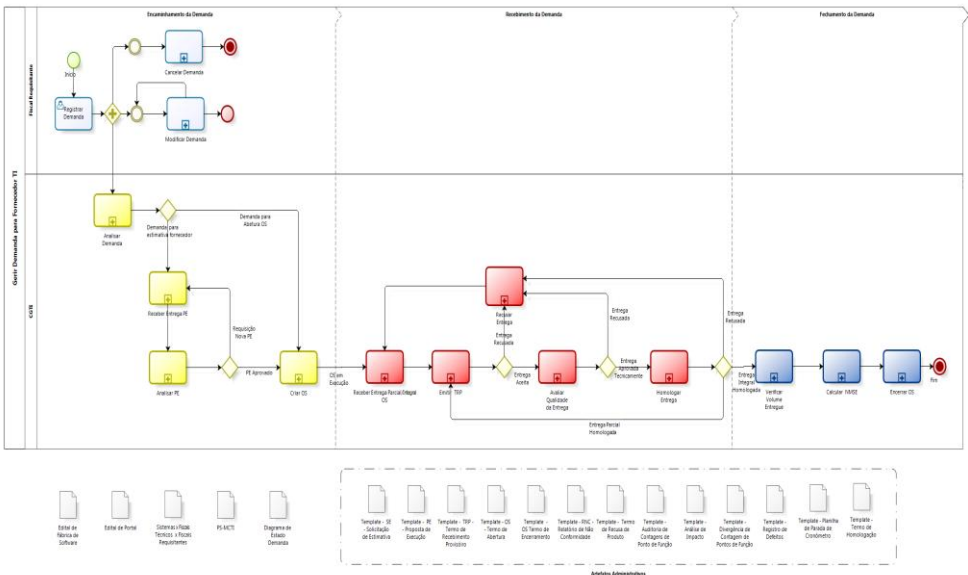 Encaminhamento da Demanda
Recebimento da Demanda
Fechamento da Demanda
Gerir Demanda para Fornecedor TI
Fiscal Requisitante
Início
Registrar
Demanda
Cancelar Demanda
Modificar Demanda
CGTI
Analisar
Demanda
Demanda para
estimativa fornecedor
Demanda para
Abertura OS
Receber Entrega PE
Requisição
Nova PE
Analisar PE
PE Aprovado
Criar OS
OS em
Execução
Receber Entrega Parcial/Integral
OS
Emitir TRP
Recusar
Entrega
Entrega
Recusada
Entrega
Aceita
Avaliar
Qualidade
da Entrega
Entrega
Recusada
Entrega
Aprovada
Tecnicamente
Homologar
Entrega
Entrega
Recusada
Entrega Parcial
Homologada
Entrega
Integral
Homologada
Verificar
Volume
Entregue
Calcular NMSE
Encerrar OS
Fim
Edital de
Fábrica de
Software
Edital de Portal
Sistemas x Fiscais
Técnicos x Fiscais
Requisitantes
PS-MCTI
Diagrama de
Estado
Demanda
Template - SE
- Solicitação
de Estimativa
Template - PE
- Proposta de
Execução
Template - TRP
- Termo de
Recebimento
Provisório
Template - OS
- Termo de
Abertura
Template -
OS Termo de
Encerramento
Template - RNC -
Relatório de Não
Conformidade
Template - Termo
de Recusa de
Produto
Template -
Auditoria de
Contagens de
Ponto de Função
Template -
Análise de
Impacto
Template -
Divergência de
Contagem de
Pontos de Função
Template -
Registro de
Defeitos
Template - Planilha
de Parada de
Cronômetro
Template -
Termo de
Homologação
Artefatos Administrativos